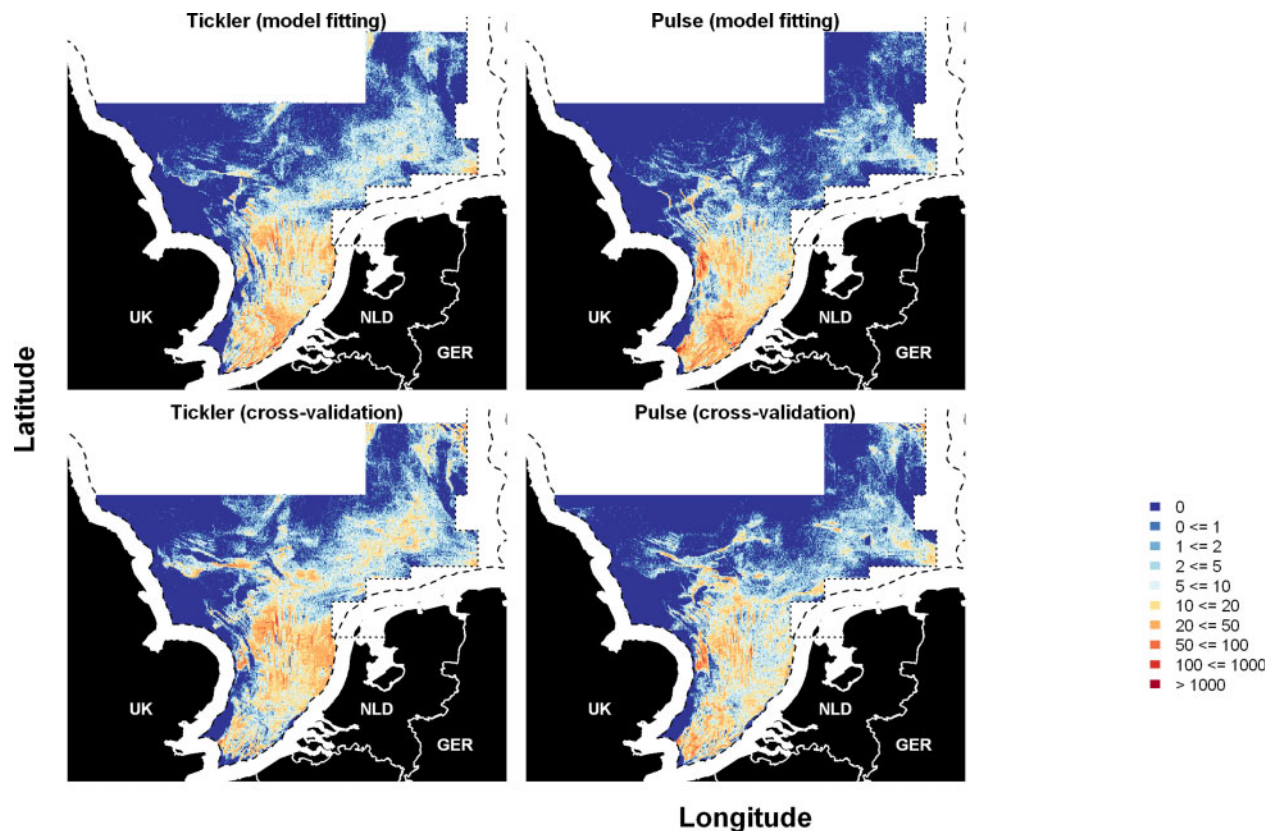 Tickler (model fitting)
Pulse (model fitting)
UK
NLD
GER
UK
NLD
GER
Latitude
Tickler (cross-validation)
Pulse (cross-validation)
UK
NLD
GER
UK
NLD
GER
0
0 <= 1
1 <= 2
2 <= 5
5 <= 10
10 <= 20
20 <= 50
50 <= 100
100 <= 1000
> 1000
Longitude